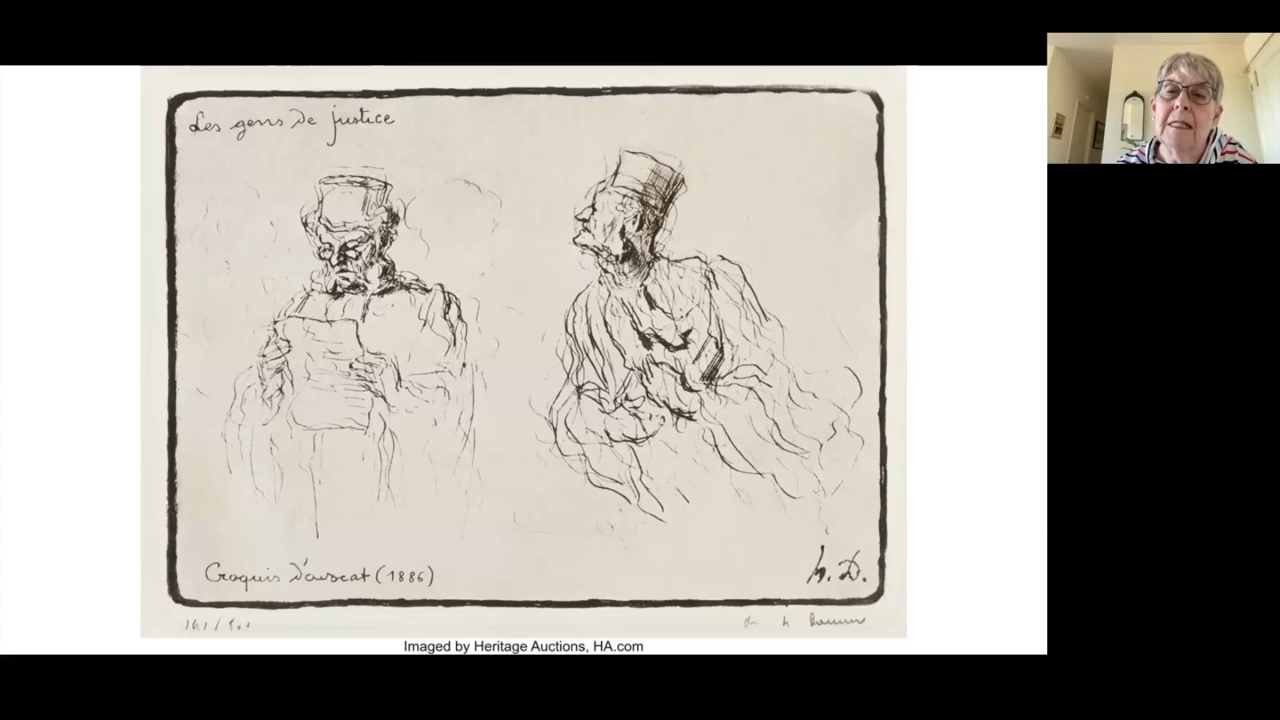 Les gens de justice
Croquis d'avocat (1886)
h. D.
Imaged by Heritage Auctions, HA.com